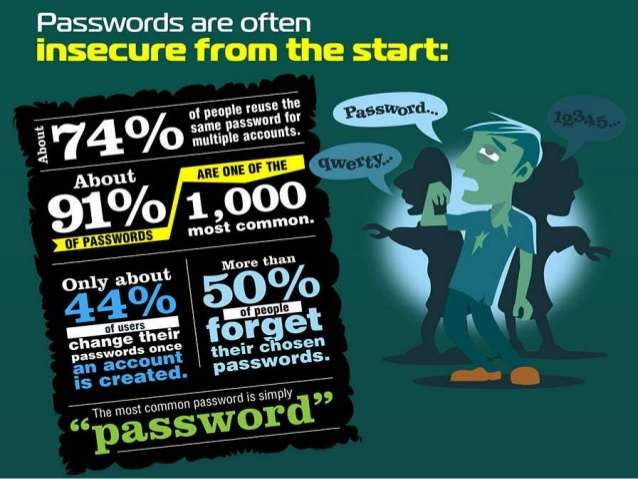 Passwords are often
insecure from the start:
About
74%
of people reuse the
same password for
multiple accounts.
About
91%
OF PASSWORDS
ARE ONE OF THE
1,000
most common.
Only about
44%
of users
change their
passwords once
an account
is created.
More than
50%
of people
forget
their chosen
passwords.
The most common password is simply
“password”
Password...
qwerty...
12345...